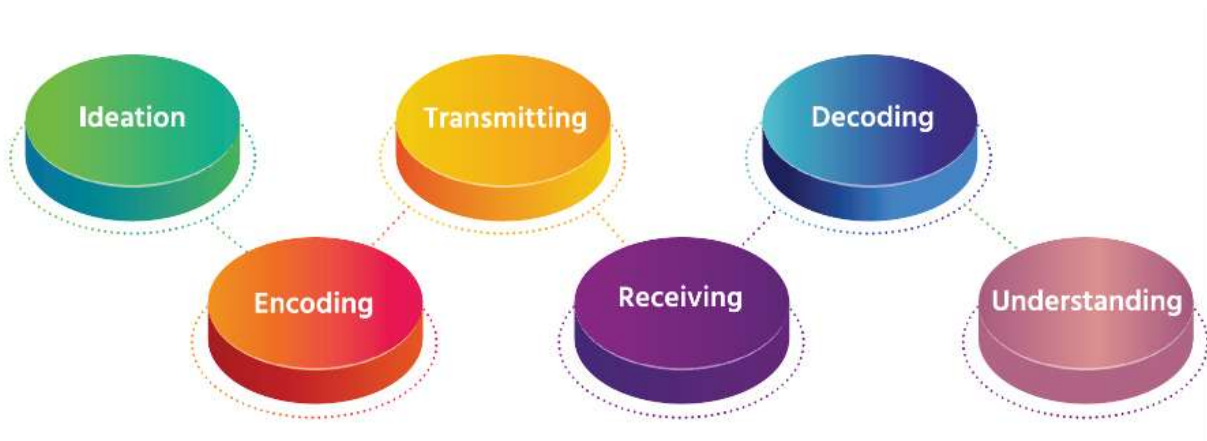 Ideation
Encoding
Transmitting
Receiving
Decoding
Understanding